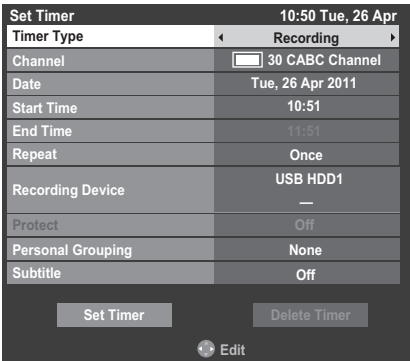 Set Timer 10:50 Tue, 26 Apr
Timer Type Recording
Channel 30 CABC Channel
Date Tue, 26 Apr 2011
Start Time 10:51
End Time 11:51
Repeat Once
Recording Device USB HDD1
—
Protect Off
Personal Grouping None
Subtitle Off
Set Timer Delete Timer
Edit